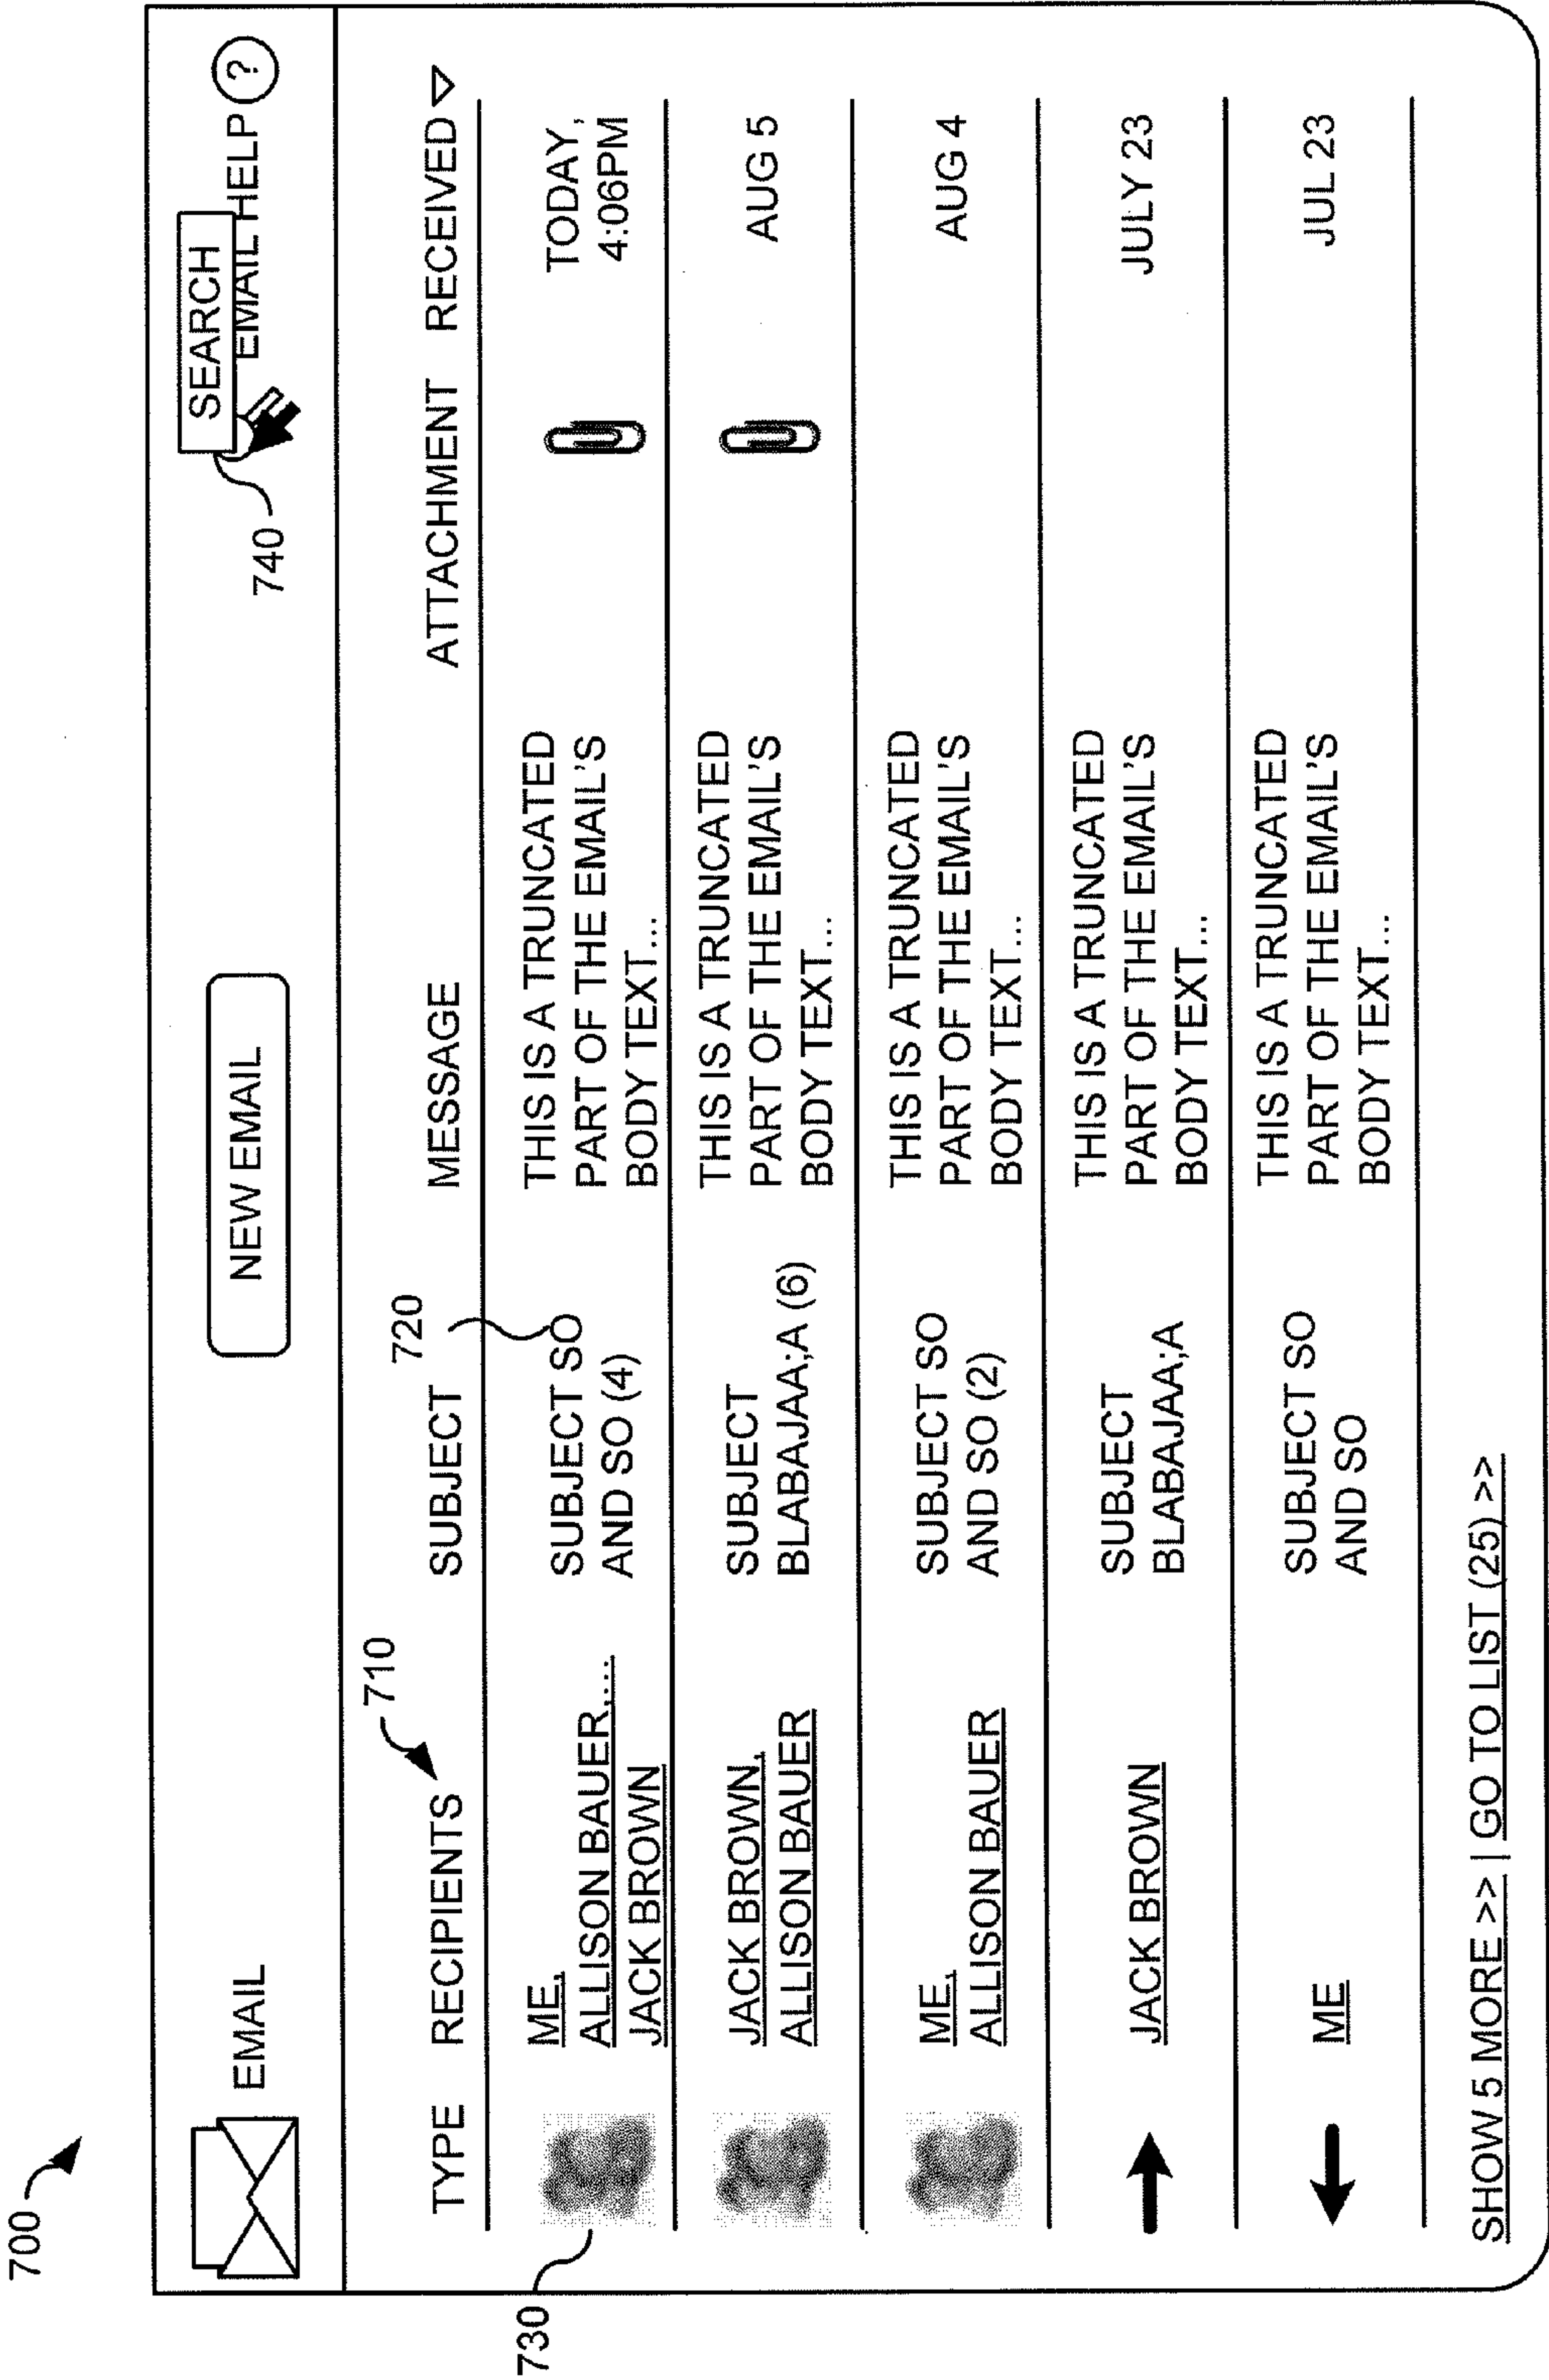 700
EMAIL
NEW EMAIL
740
SEARCH
EMAIL HELP ?
710
720
TYPE RECIPIENTS SUBJECT MESSAGE ATTACHMENT RECEIVED
730
ME,
ALLISON BAUER,...
JACK BROWN
SUBJECT SO
AND SO (4)
THIS IS A TRUNCATED
PART OF THE EMAIL'S
BODY TEXT...
TODAY,
4:06PM
JACK BROWN,
ALLISON BAUER
SUBJECT
BLABAJAA;A (6)
THIS IS A TRUNCATED
PART OF THE EMAIL'S
BODY TEXT...
AUG 5
ME,
ALLISON BAUER
SUBJECT SO
AND SO (2)
THIS IS A TRUNCATED
PART OF THE EMAIL'S
BODY TEXT...
AUG 4
JACK BROWN
SUBJECT
BLABAJAA;A
THIS IS A TRUNCATED
PART OF THE EMAIL'S
BODY TEXT...
JULY 23
ME
SUBJECT SO
AND SO
THIS IS A TRUNCATED
PART OF THE EMAIL'S
BODY TEXT...
JUL 23
SHOW 5 MORE >> | GO TO LIST (25) >>